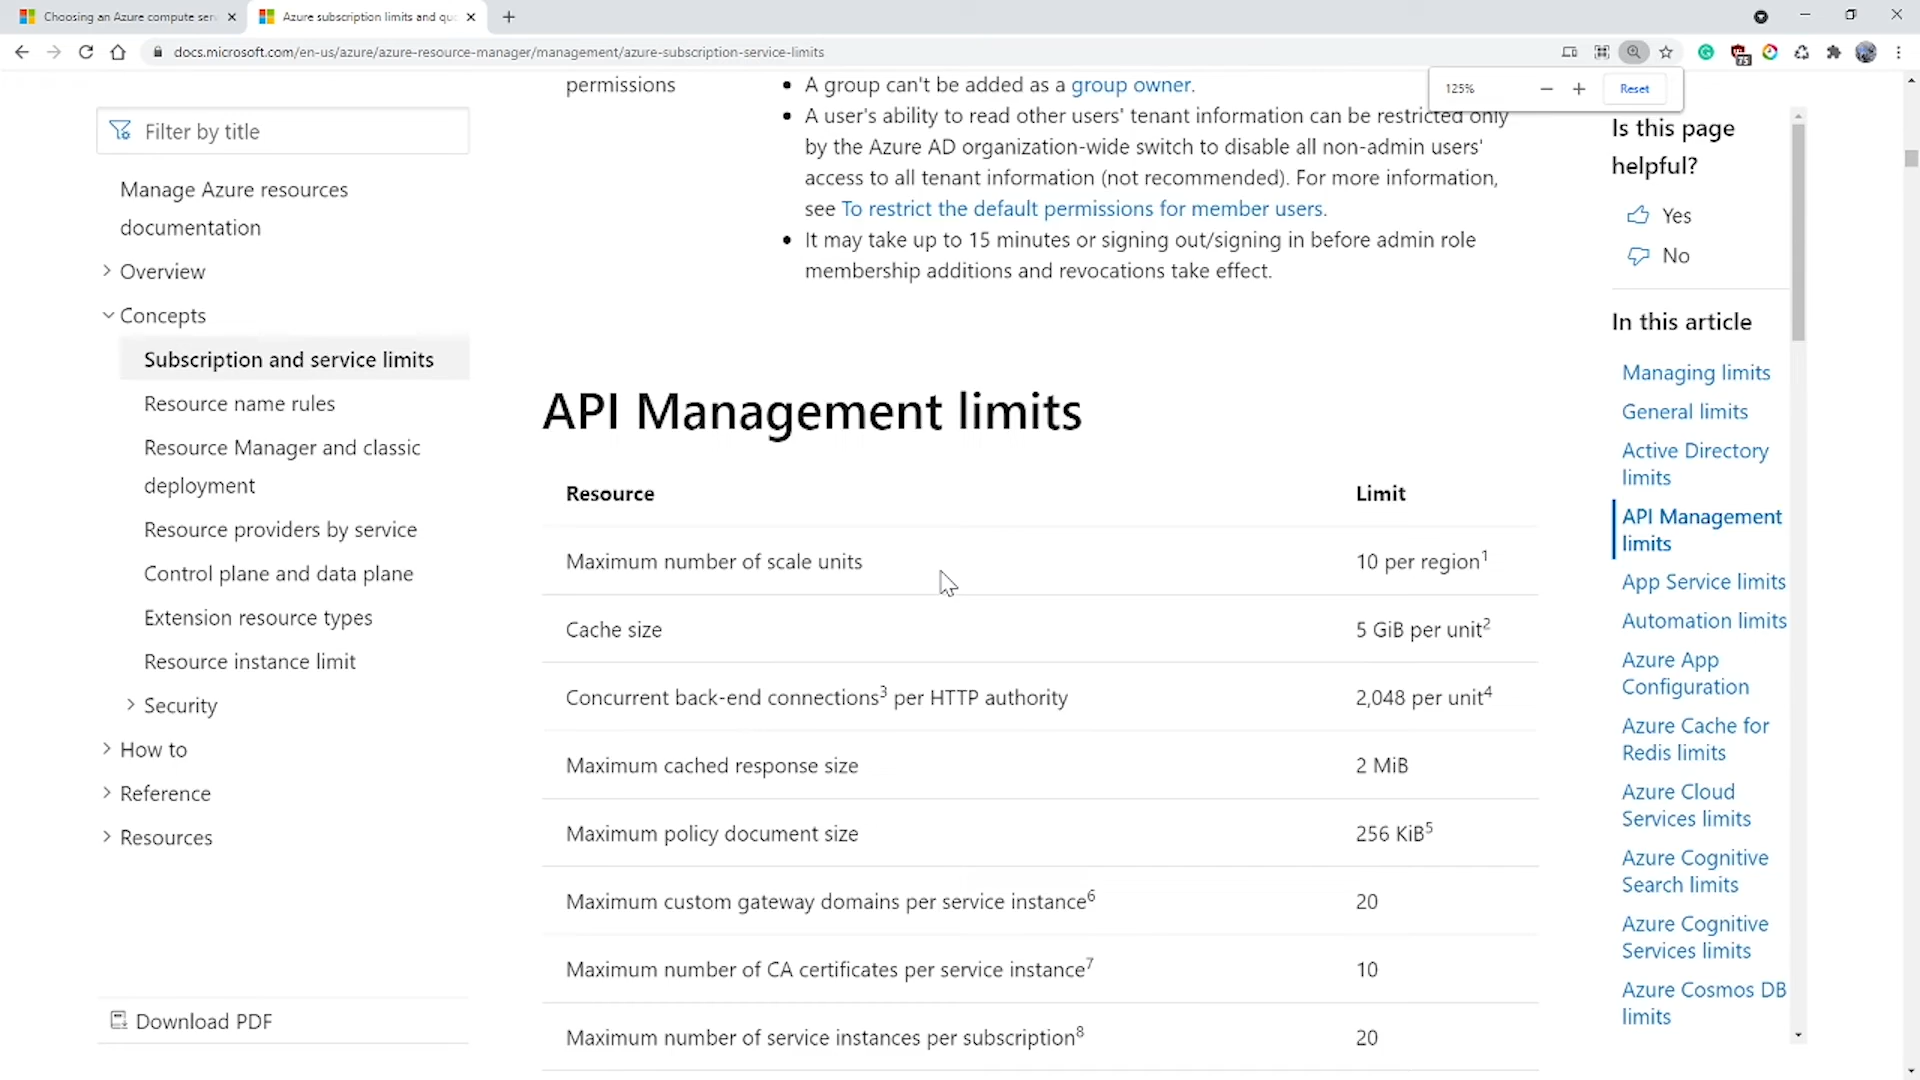 Choosing an Azure compute ser
Azure subscription limits and quo
docs.microsoft.com/en-us/azure/azure-resource-manager/management/azure-subscription-service-limits
75
125%
Reset
Filter by title
Manage Azure resources
documentation
Overview
Concepts
Subscription and service limits
Resource name rules
Resource Manager and classic
deployment
Resource providers by service
Control plane and data plane
Extension resource types
Resource instance limit
Security
How to
Reference
Resources
Download PDF
permissions
• A group can't be added as a group owner.
• A user's ability to read other users' tenant information can be restricted only
by the Azure AD organization-wide switch to disable all non-admin users'
access to all tenant information (not recommended). For more information,
see To restrict the default permissions for member users.
• It may take up to 15 minutes or signing out/signing in before admin role
membership additions and revocations take effect.
API Management limits
Resource Limit
Maximum number of scale units 10 per region¹
Cache size 5 GiB per unit²
Concurrent back-end connections³ per HTTP authority 2,048 per unit⁴
Maximum cached response size 2 MiB
Maximum policy document size 256 KiB⁵
Maximum custom gateway domains per service instance⁶ 20
Maximum number of CA certificates per service instance⁷ 10
Maximum number of service instances per subscription⁸ 20
Is this page
helpful?
Yes
No
In this article
Managing limits
General limits
Active Directory
limits
API Management
limits
App Service limits
Automation limits
Azure App
Configuration
Azure Cache for
Redis limits
Azure Cloud
Services limits
Azure Cognitive
Search limits
Azure Cognitive
Services limits
Azure Cosmos DB
limits